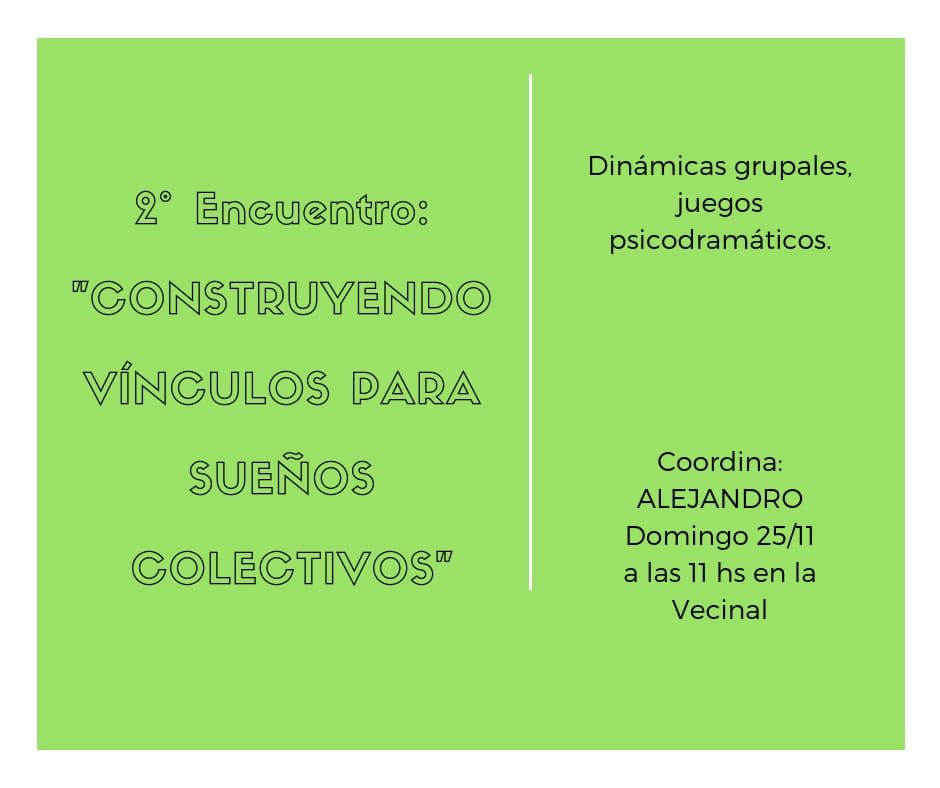 2° Encuentro:
"CONSTRUYENDO
VÍNCULOS PARA
SUEÑOS
COLECTIVOS"
Dinámicas grupales,
juegos
psicodramáticos.
Coordina:
ALEJANDRO
Domingo 25/11
a las 11 hs en la
Vecinal